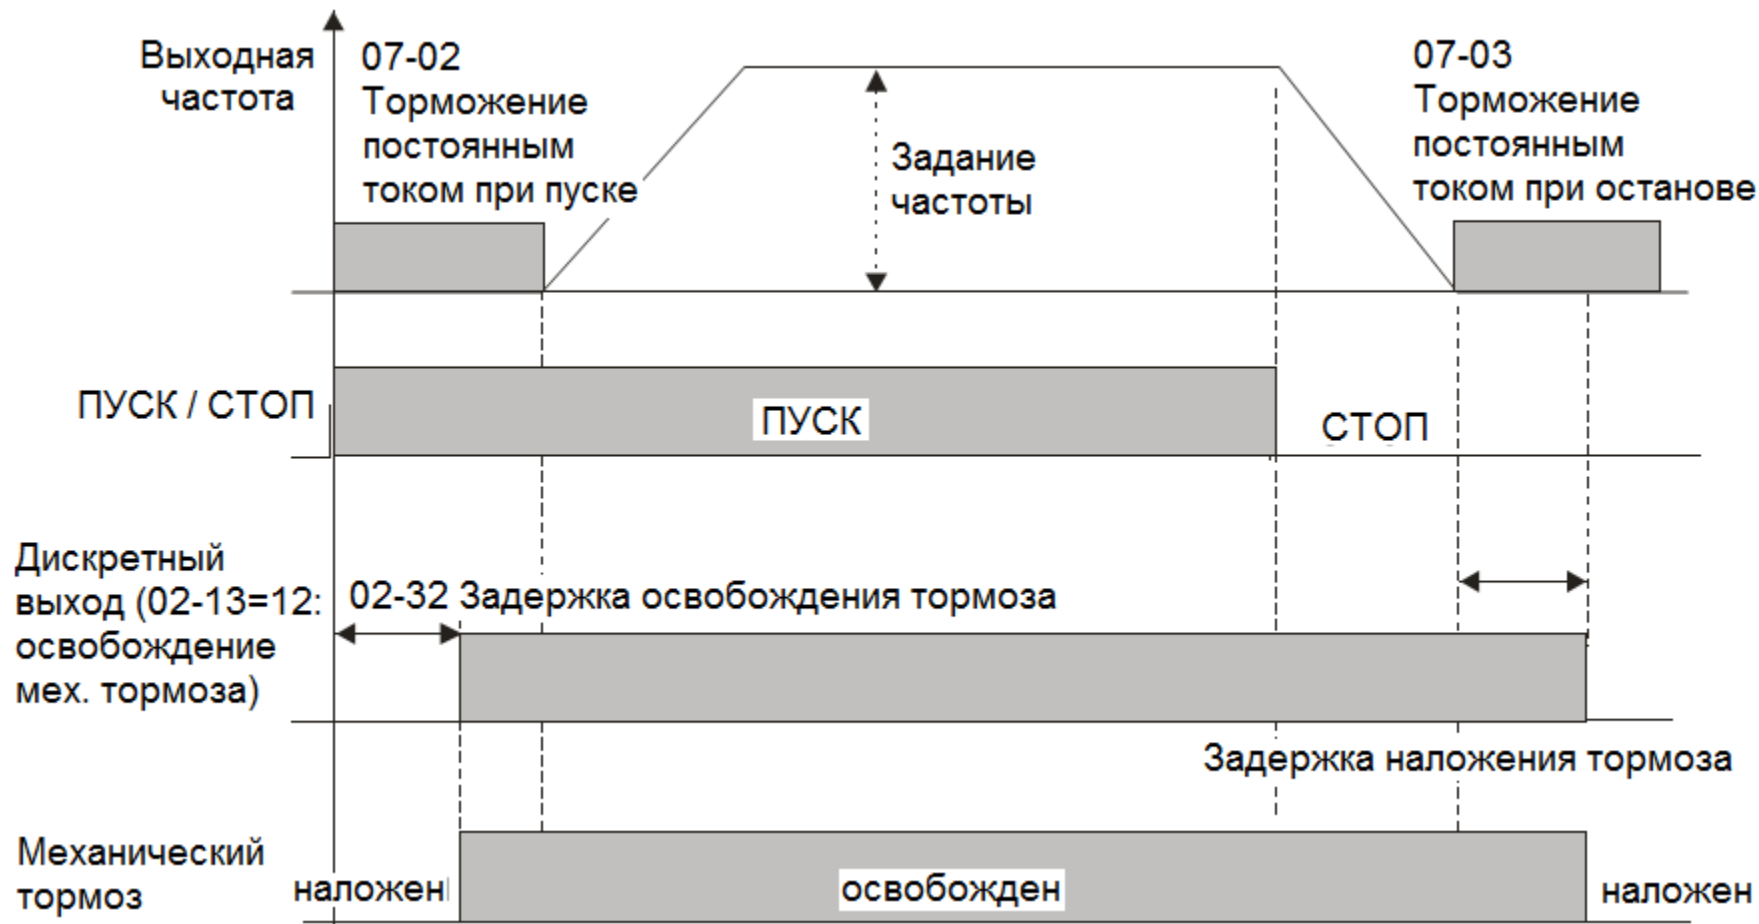 Выходная
частота
07-02
Торможение
постоянным
током при пуске
Задание
частоты
07-03
Торможение
постоянным
током при останове
ПУСК / СТОП
ПУСК
СТОП
Дискретный
выход (02-13=12:
освобождение
мех. тормоза)
02-32 Задержка освобождения тормоза
Задержка наложения тормоза
Механический
тормоз
наложен
освобожден
наложен